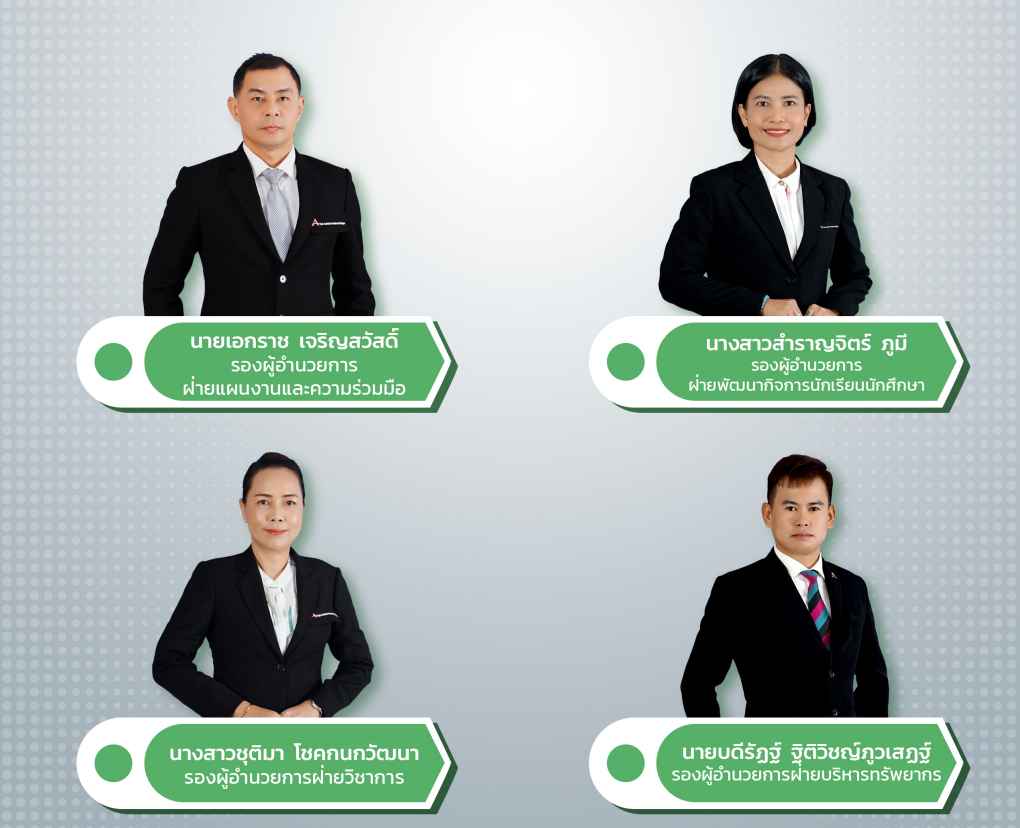 นายเอกราช เจริญสวัสดิ์
รองผู้อำนวยการ
ฝ่ายแผนงานและความร่วมมือ
นางสาวสำราญจิตร์ ภูมี
รองผู้อำนวยการ
ฝ่ายพัฒนากิจการนักเรียนนักศึกษา
นางสาวชุติมา โชคกนกวัฒนา
รองผู้อำนวยการฝ่ายวิชาการ
นายบดีรัฏฐ์ ฐิติวิชญ์ภูวเสฏฐ์
รองผู้อำนวยการฝ่ายบริหารทรัพยากร